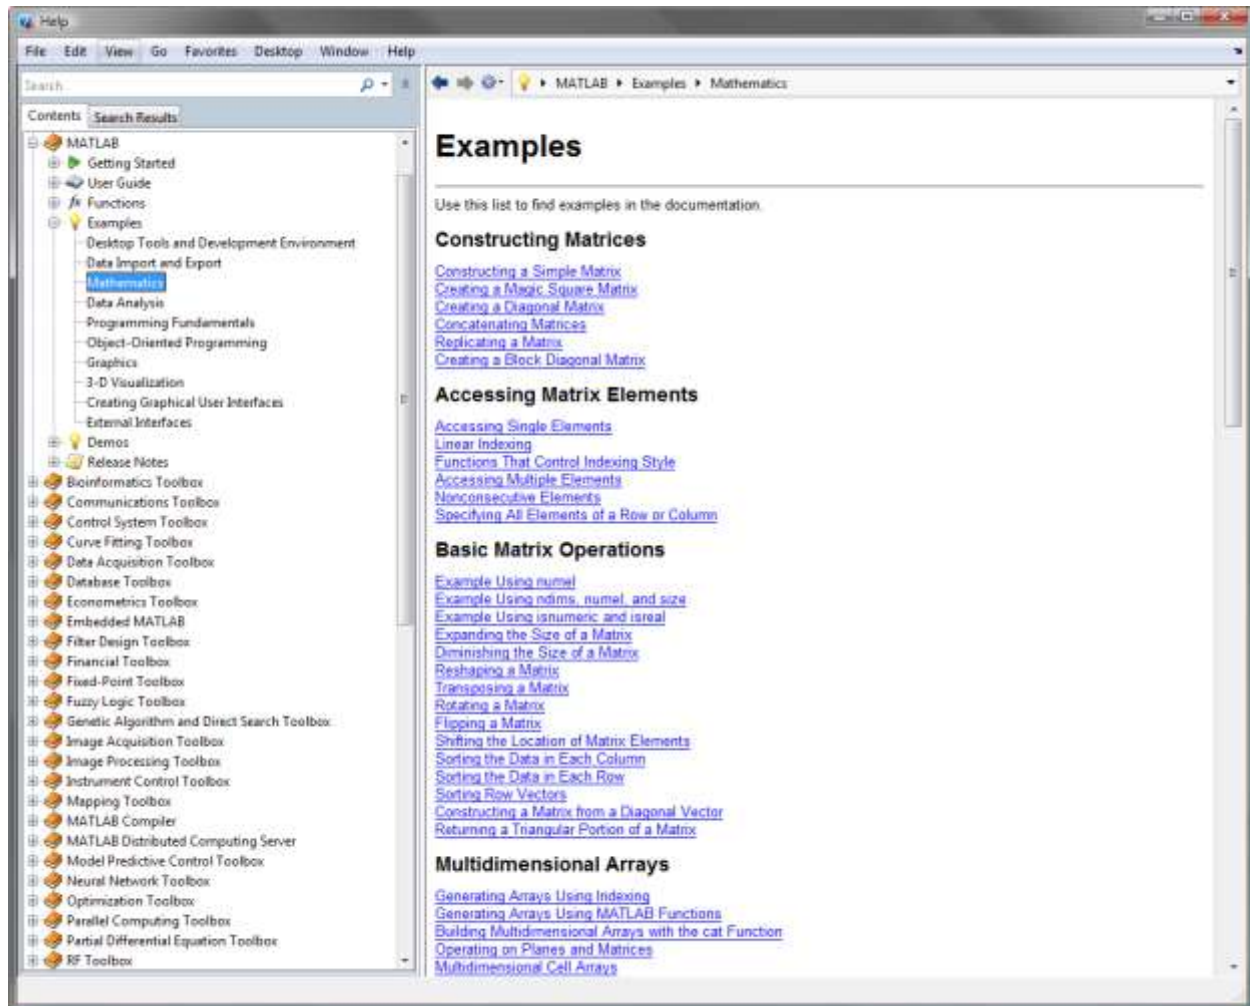 Help
File Edit View Go Favorites Desktop Window Help
Search
Contents Search Results
MATLAB
Getting Started
User Guide
fx Functions
Examples
Desktop Tools and Development Environment
Data Import and Export
Mathematics
Data Analysis
Programming Fundamentals
Object-Oriented Programming
Graphics
3-D Visualization
Creating Graphical User Interfaces
External Interfaces
Demos
Release Notes
Bioinformatics Toolbox
Communications Toolbox
Control System Toolbox
Curve Fitting Toolbox
Data Acquisition Toolbox
Database Toolbox
Econometrics Toolbox
Embedded MATLAB
Filter Design Toolbox
Financial Toolbox
Fixed-Point Toolbox
Fuzzy Logic Toolbox
Genetic Algorithm and Direct Search Toolbox
Image Acquisition Toolbox
Image Processing Toolbox
Instrument Control Toolbox
Mapping Toolbox
MATLAB Compiler
MATLAB Distributed Computing Server
Model Predictive Control Toolbox
Neural Network Toolbox
Optimization Toolbox
Parallel Computing Toolbox
Partial Differential Equation Toolbox
RF Toolbox
MATLAB Examples Mathematics
Examples
Use this list to find examples in the documentation.
Constructing Matrices
Constructing a Simple Matrix
Creating a Magic Square Matrix
Creating a Diagonal Matrix
Concatenating Matrices
Replicating a Matrix
Creating a Block Diagonal Matrix
Accessing Matrix Elements
Accessing Single Elements
Linear Indexing
Functions That Control Indexing Style
Accessing Multiple Elements
Nonconsecutive Elements
Specifying All Elements of a Row or Column
Basic Matrix Operations
Example Using numel
Example Using ndims, numel, and size
Example Using isnumeric and isreal
Expanding the Size of a Matrix
Diminishing the Size of a Matrix
Reshaping a Matrix
Transposing a Matrix
Rotating a Matrix
Flipping a Matrix
Shifting the Location of Matrix Elements
Sorting the Data in Each Column
Sorting the Data in Each Row
Sorting Row Vectors
Constructing a Matrix from a Diagonal Vector
Returning a Triangular Portion of a Matrix
Multidimensional Arrays
Generating Arrays Using Indexing
Generating Arrays Using MATLAB Functions
Building Multidimensional Arrays with the cat Function
Operating on Planes and Matrices
Multidimensional Cell Arrays